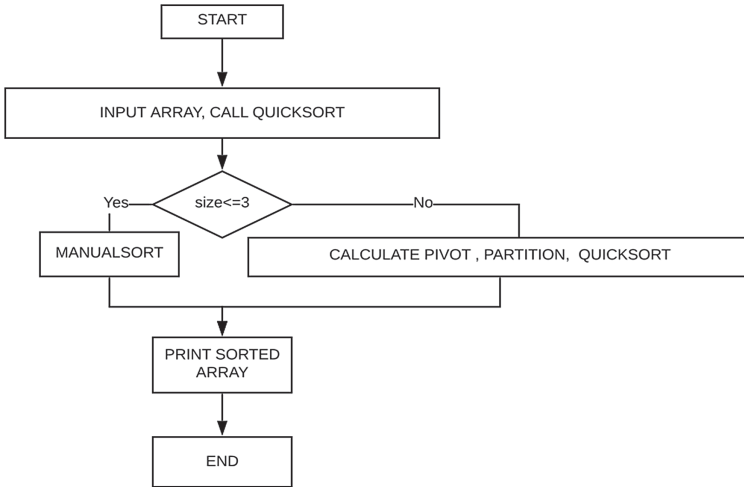 START
INPUT ARRAY, CALL QUICKSORT
size<=3
Yes
No
MANUALSORT
CALCULATE PIVOT , PARTITION,  QUICKSORT
PRINT SORTED
ARRAY
END